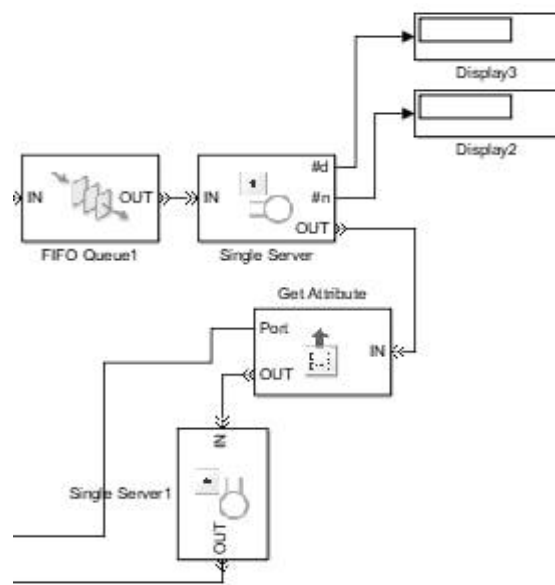 Display3
Display2
#d
#n
IN
OUT
IN
OUT
FIFO Queue1
Single Server
Get Attribute
Port
IN
OUT
IN
Single Server1
OUT